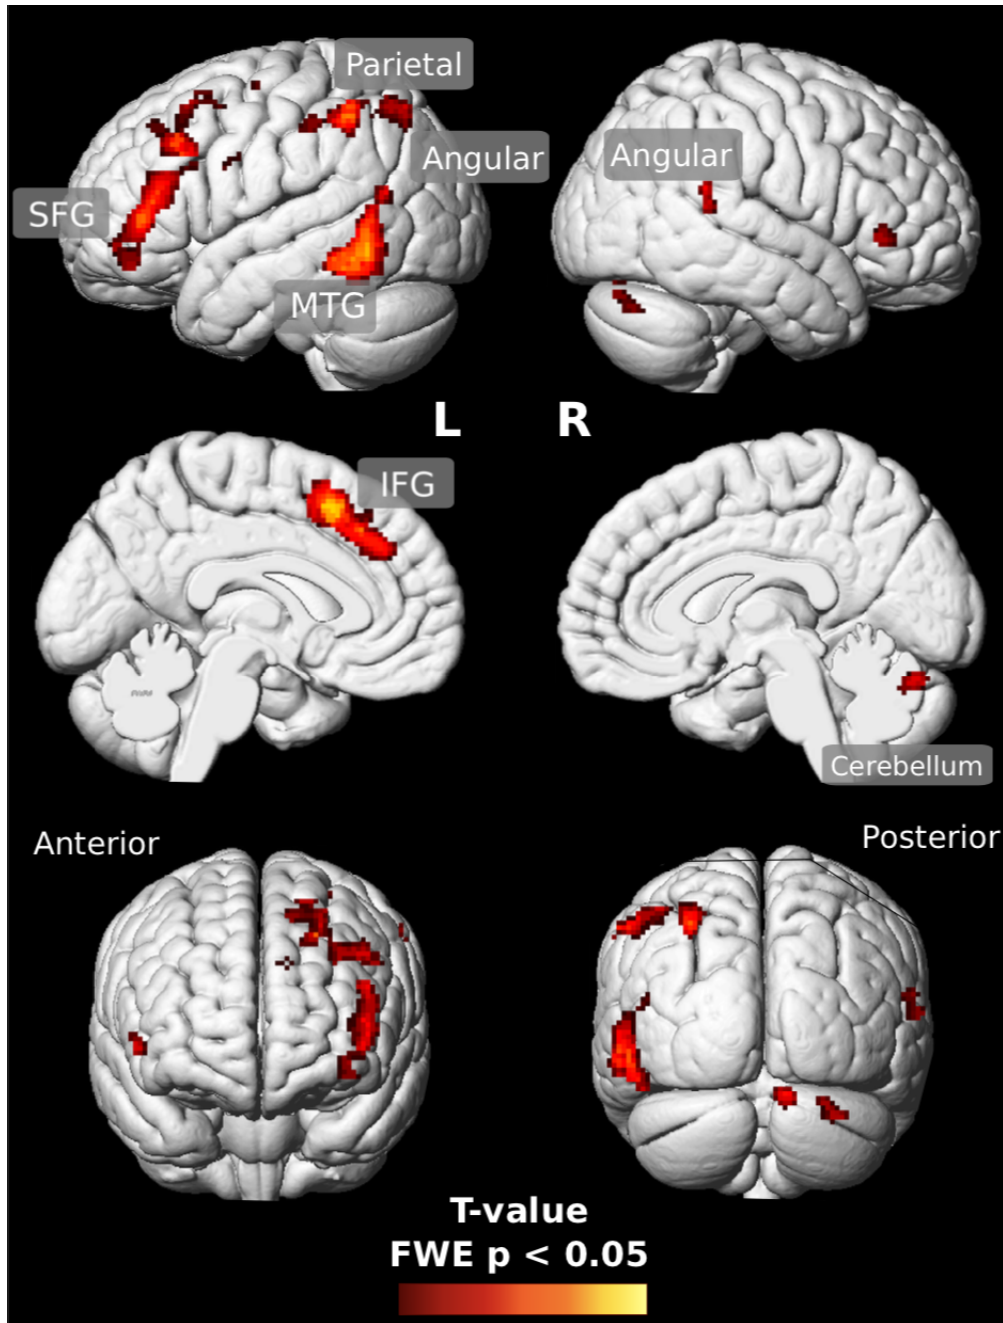 Parietal
Angular
Angular
SFG
MTG
L
R
IFG
Cerebellum
Anterior
Posterior
T-value
FWE p < 0.05